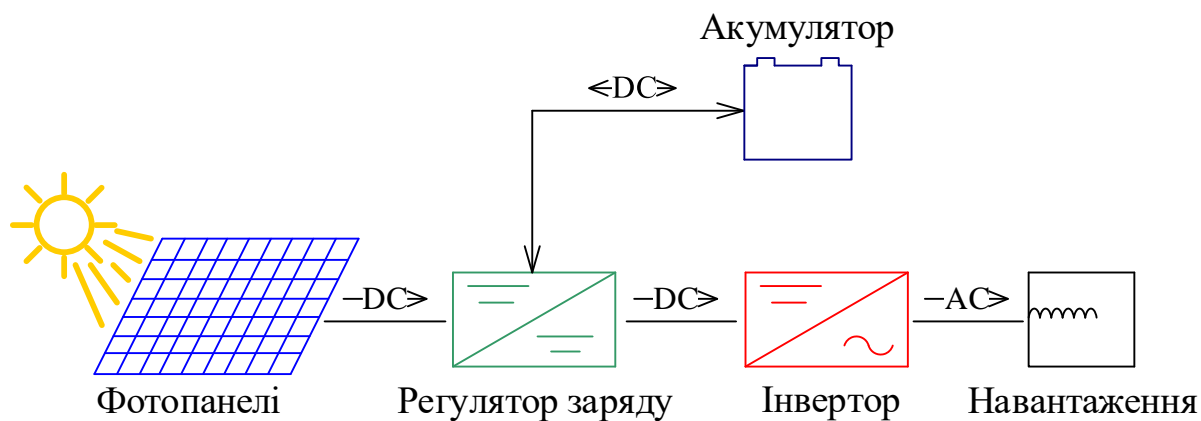 Акумулятор
DC
DC
DC
AC
Фотопанелі
Регулятор заряду
Інвертор
Навантаження